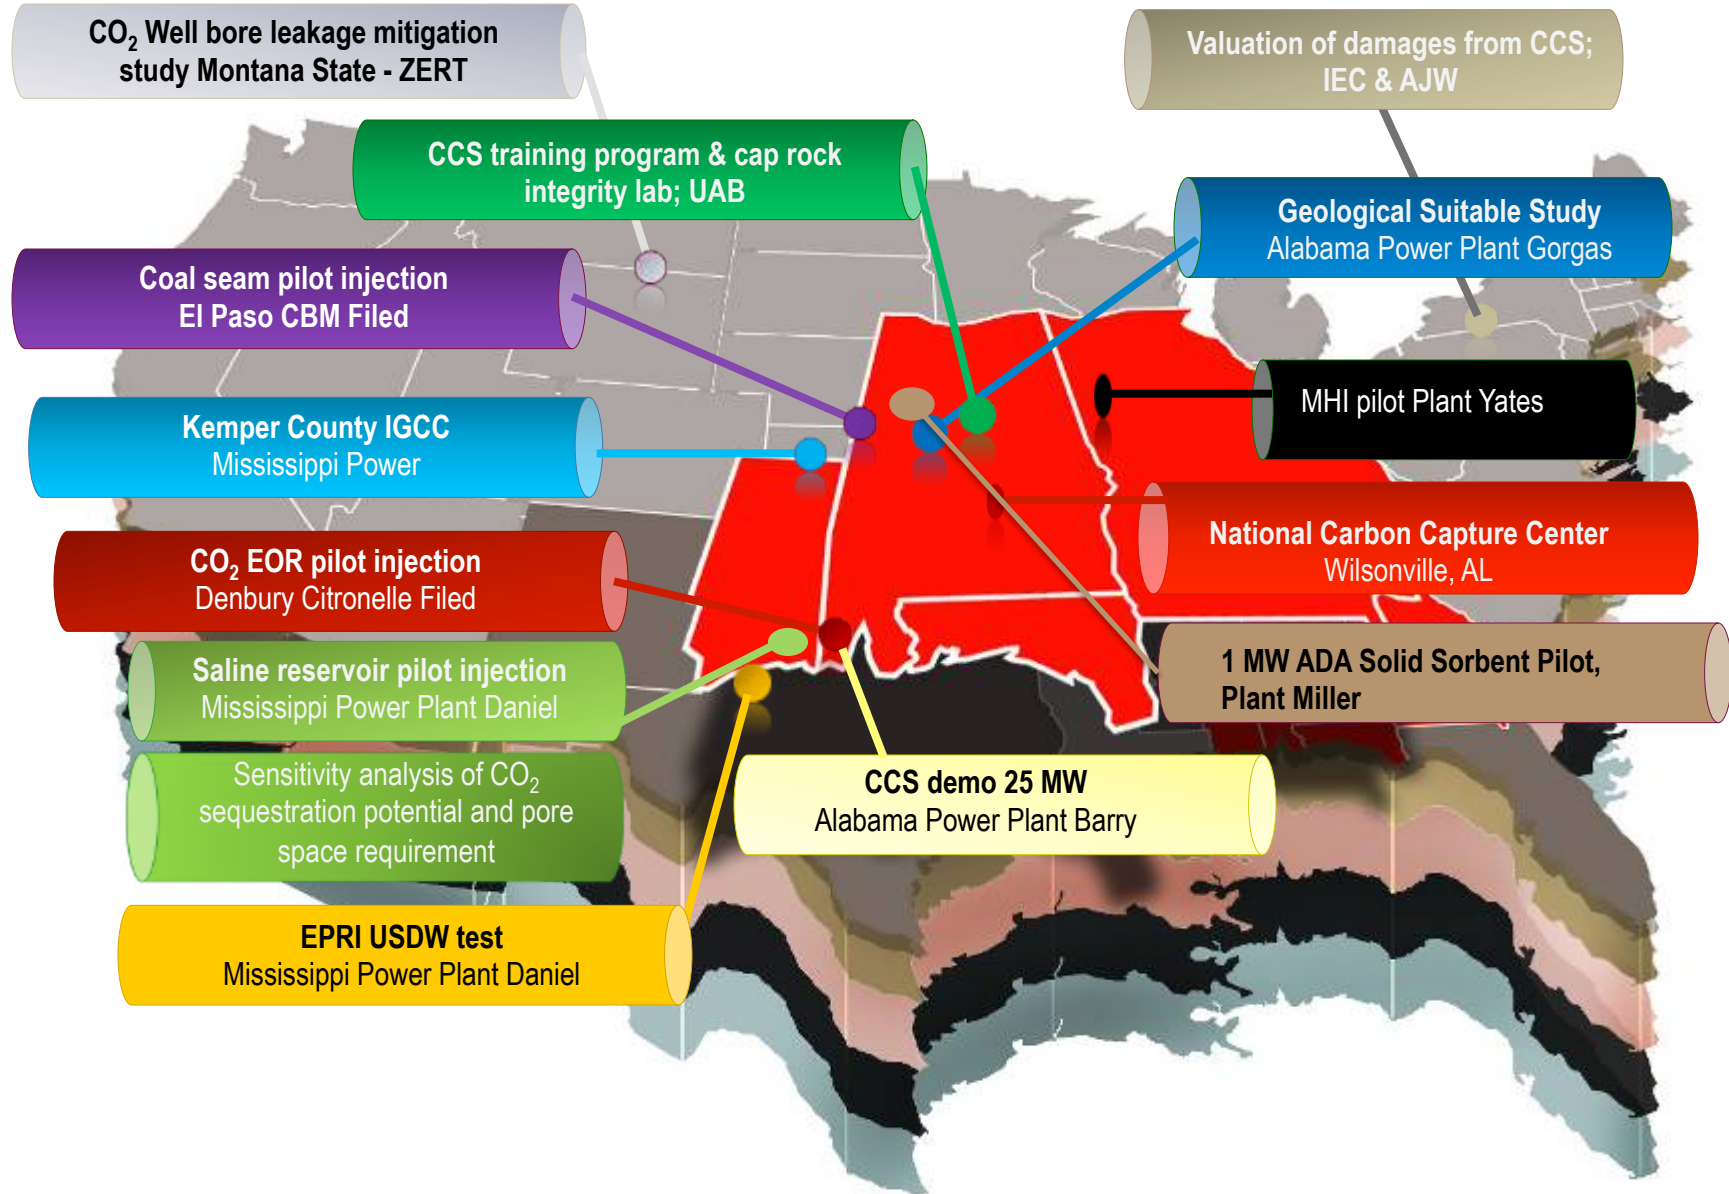 CO₂ Well bore leakage mitigation
study Montana State - ZERT
Valuation of damages from CCS;
IEC & AJW
CCS training program & cap rock
integrity lab; UAB
Geological Suitable Study
Alabama Power Plant Gorgas
Coal seam pilot injection
El Paso CBM Filed
MHI pilot Plant Yates
Kemper County IGCC
Mississippi Power
National Carbon Capture Center
Wilsonville, AL
CO₂ EOR pilot injection
Denbury Citronelle Filed
Saline reservoir pilot injection
Mississippi Power Plant Daniel
1 MW ADA Solid Sorbent Pilot,
Plant Miller
Sensitivity analysis of CO₂
sequestration potential and pore
space requirement
CCS demo 25 MW
Alabama Power Plant Barry
EPRI USDW test
Mississippi Power Plant Daniel